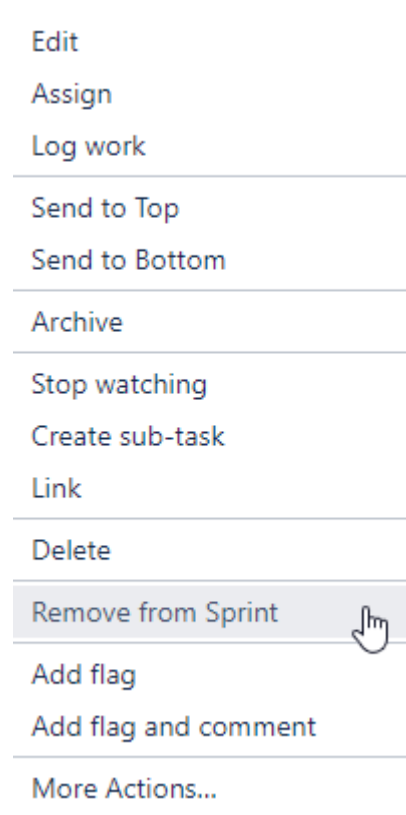 Edit
Assign
Log work
Send to Top
Send to Bottom
Archive
Stop watching
Create sub-task
Link
Delete
Remove from Sprint
Add flag
Add flag and comment
More Actions...